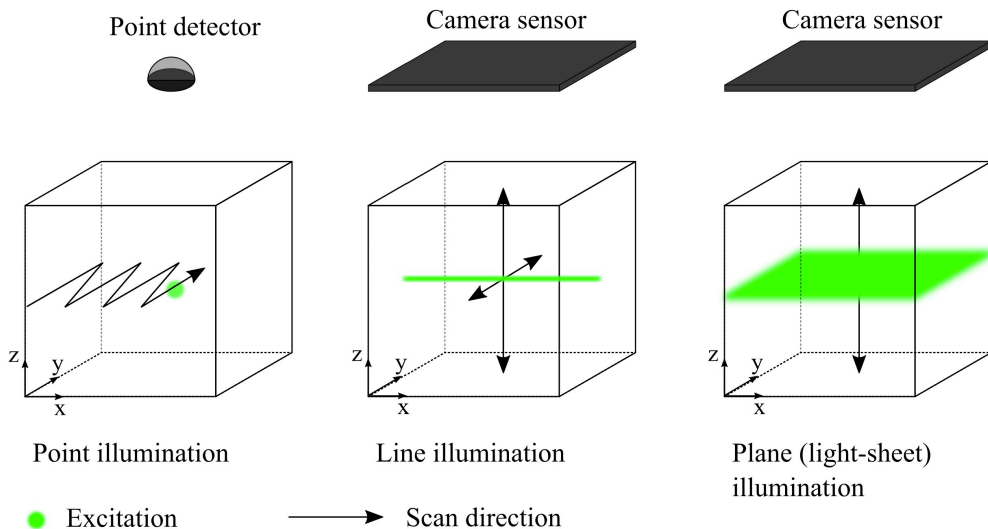 Point detector
Camera sensor
Camera sensor
z
y
x
z
y
x
z
y
x
Point illumination
Line illumination
Plane (light-sheet)
illumination
Excitation
Scan direction